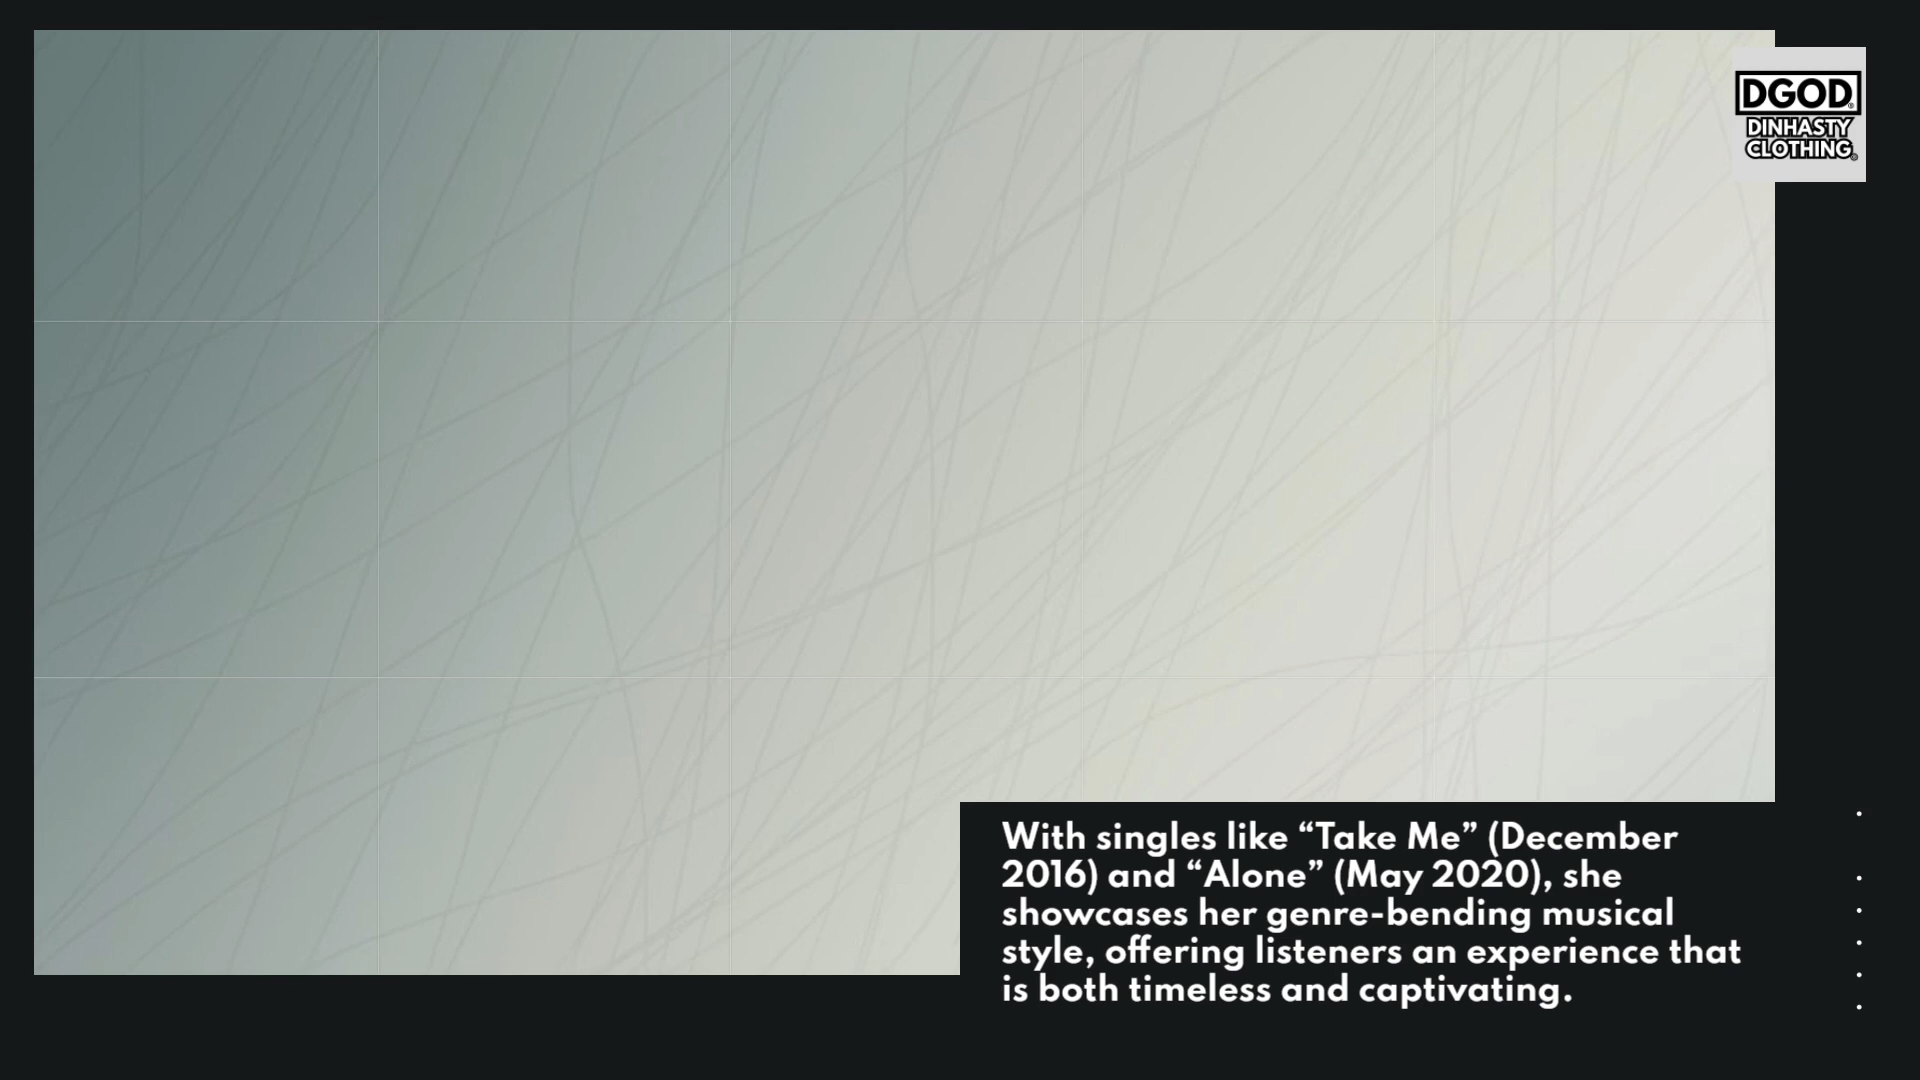 DGOD®
DINHASTY
CLOTHING®
With singles like “Take Me” (December
2016) and “Alone” (May 2020), she
showcases her genre-bending musical
style, offering listeners an experience that
is both timeless and captivating.